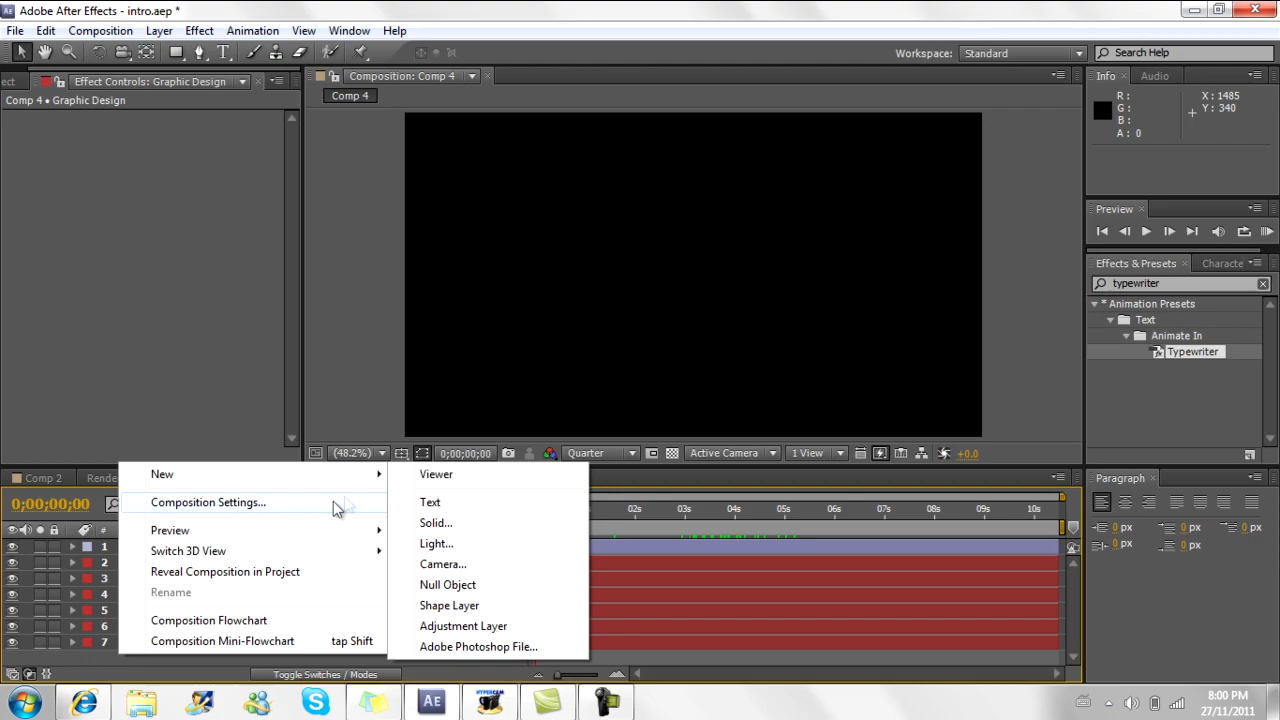 Adobe After Effects - intro.aep *
File Edit Composition Layer Effect Animation View Window Help
Workspace: Standard Search Help
ect Effect Controls: Graphic Design Composition: Comp 4 Info Audio
Comp 4 • Graphic Design
Comp 4
R :
G :
B :
A : 0
X : 1485
Y : 340
Preview
Effects & Presets Characte
typewriter
* Animation Presets
Text
Animate In
Typewriter
(48.2%) 0;00;00;00 Quarter Active Camera 1 View +0.0
Comp 2 Rende
0;00;00;00
1
2
3
4
5
6
7
New
Composition Settings...
Preview
Switch 3D View
Reveal Composition in Project
Rename
Composition Flowchart
Composition Mini-Flowchart tap Shift
Viewer
Text
Solid...
Light...
Camera...
Null Object
Shape Layer
Adjustment Layer
Adobe Photoshop File...
02s 03s 04s 05s 06s 07s 08s 09s 10s
Paragraph
0 px 0 px 0 px
0 px 0 px
Toggle Switches / Modes
Ae HYPERCAM
8:00 PM
27/11/2011